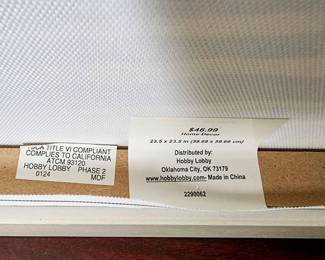 TSCA TITLE VI COMPLIANT
COMPLIES TO CALIFORNIA
ATCM 93120
HOBBY LOBBY PHASE 2
0124 MDF
$46.99
Home Decor
23.5 x 23.5 in (59.69 x 59.69 cm)
Distributed by:
Hobby Lobby
Oklahoma City, OK 73179
www.hobbylobby.com- Made in China
2290062